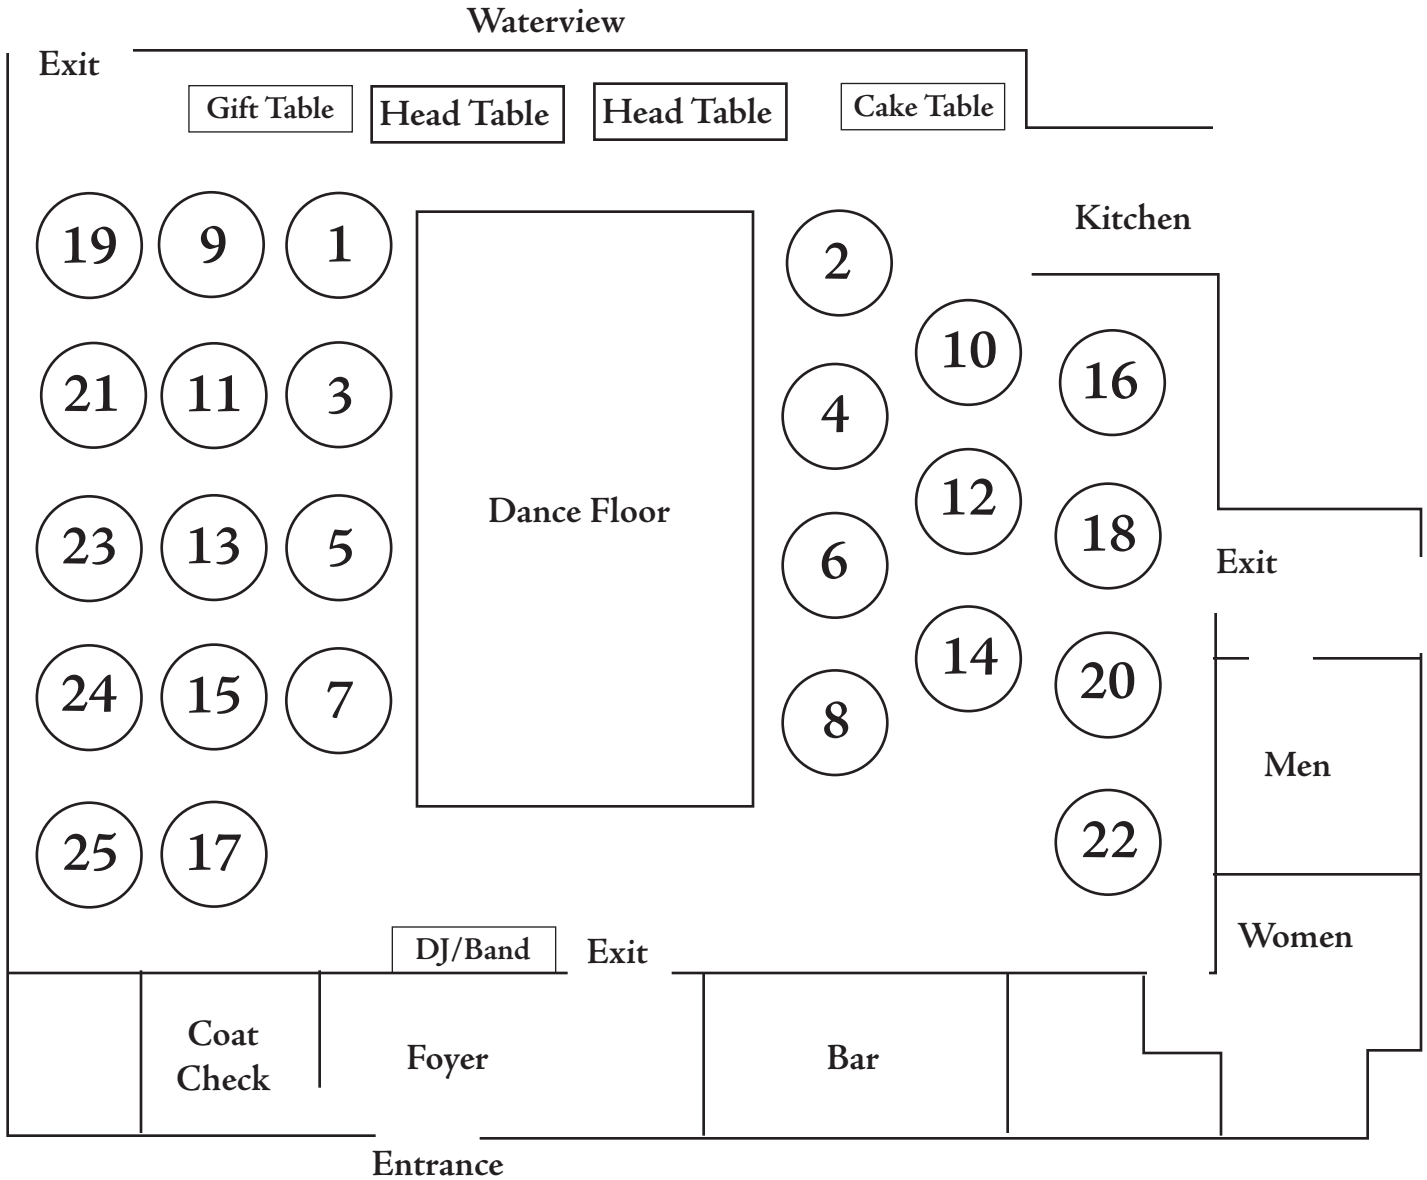 Waterview
Exit
Gift Table
Head Table
Head Table
Cake Table
19
9
1
2
Kitchen
10
16
21
11
3
4
12
18
Dance Floor
23
13
5
6
Exit
14
20
24
15
7
8
Men
25
17
22
Women
DJ/Band
Exit
Coat
Check
Foyer
Bar
Entrance